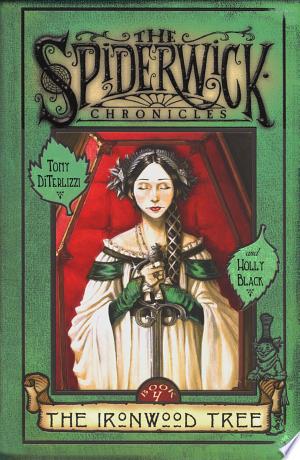 THE
SPIDERWICK
CHRONICLES
TONY
DITERLIZZI
and
HOLLY
BLACK
BOOK
4
THE IRONWOOD TREE